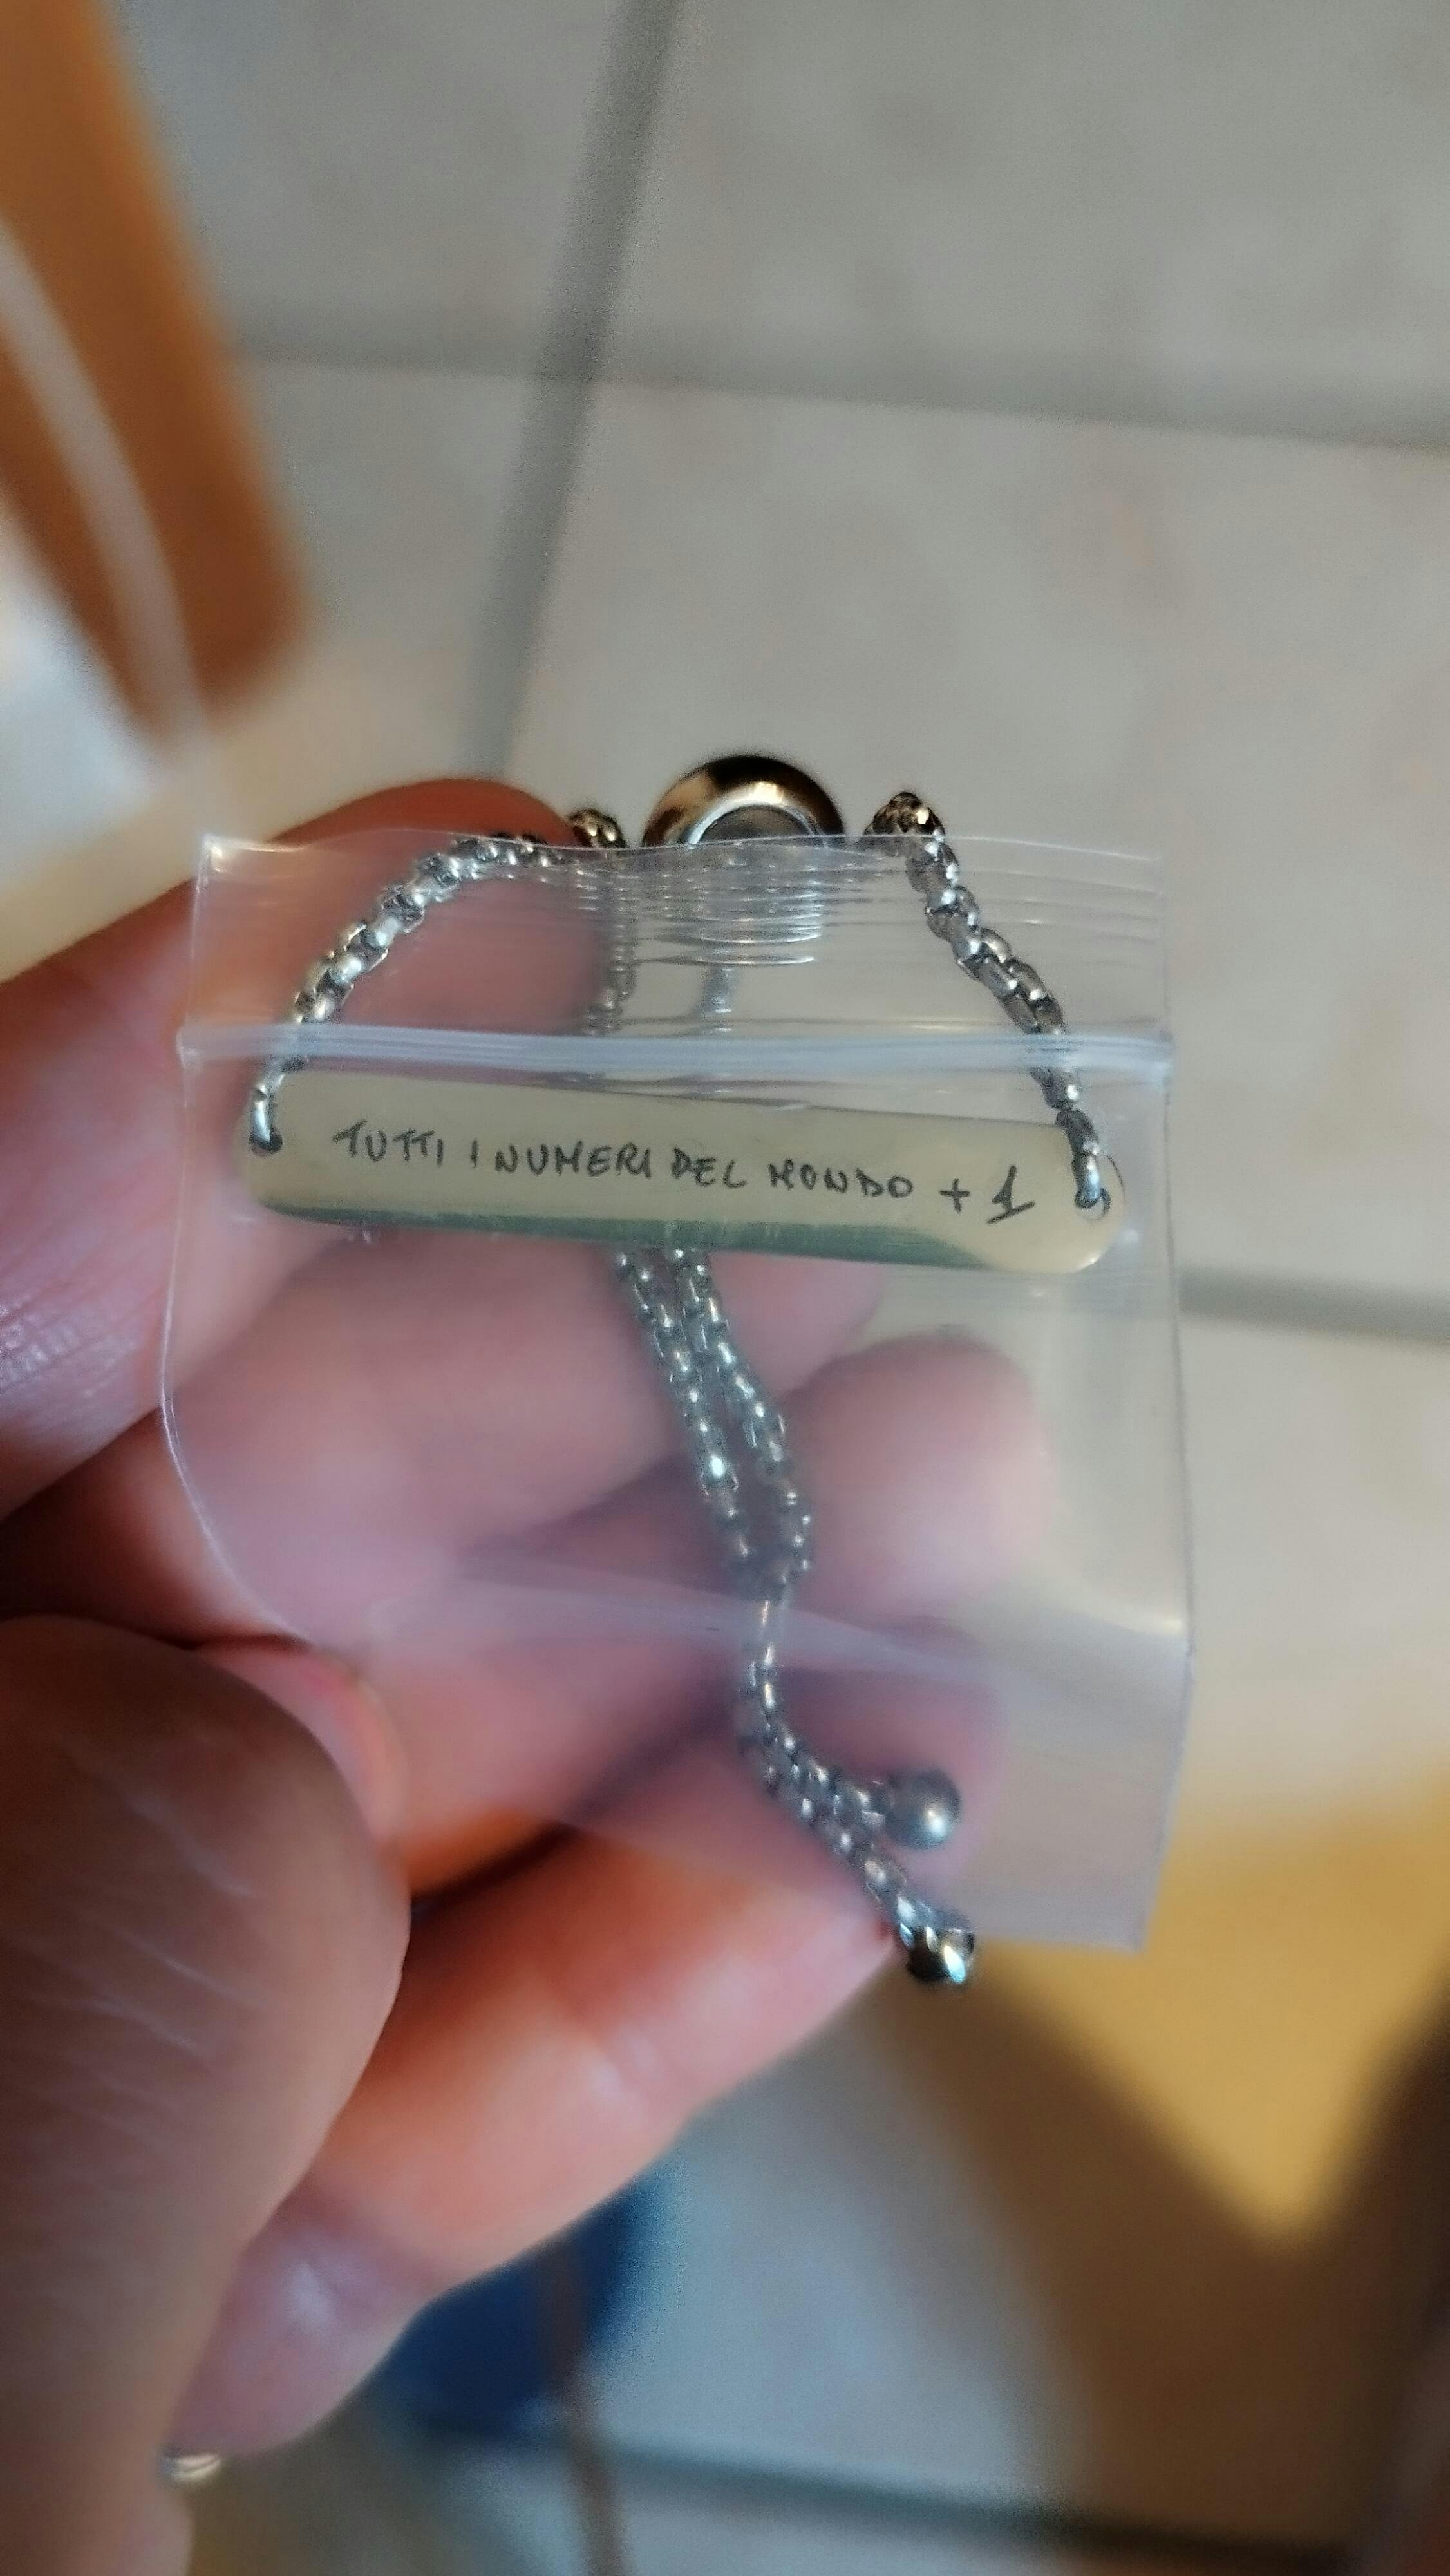 TUTTI I NUMERI DEL MONDO + 1